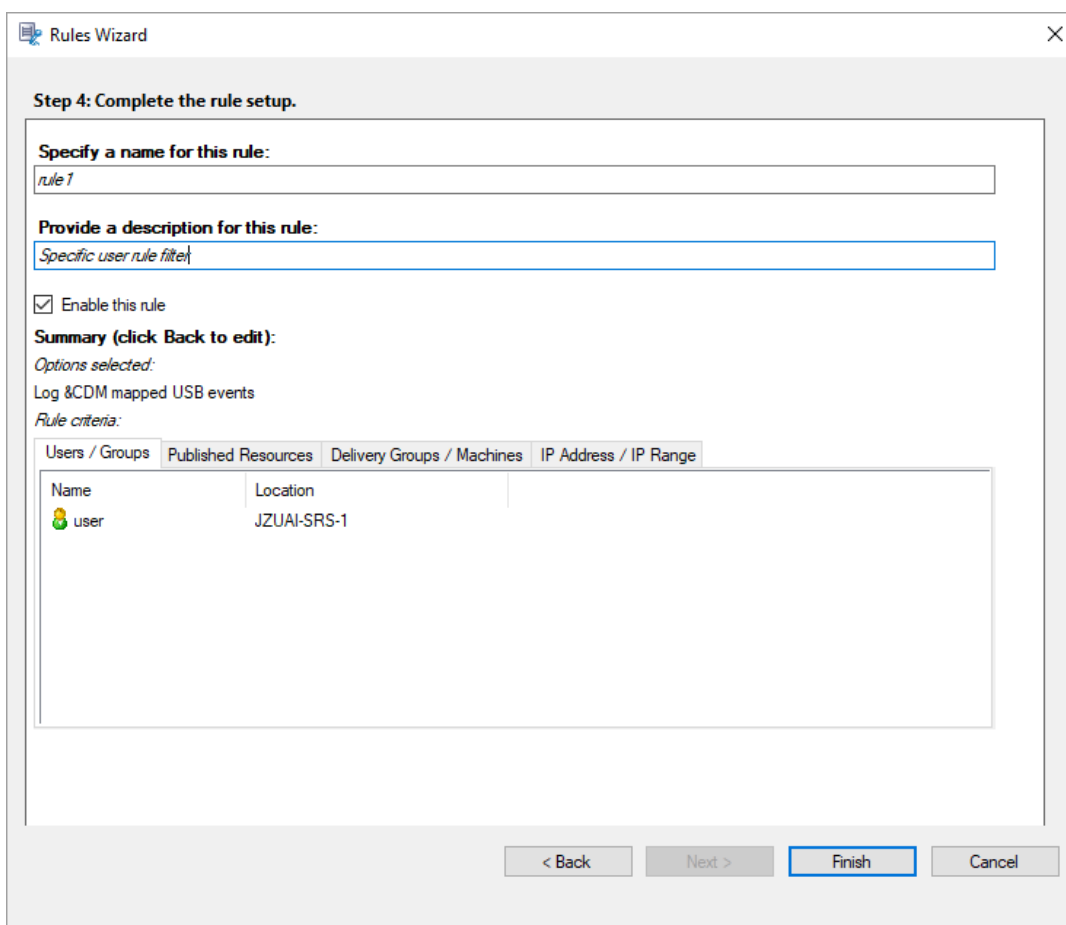 Rules Wizard
Step 4: Complete the rule setup.
Specify a name for this rule:
rule1
Provide a description for this rule:
Specific user rule filter
Enable this rule
Summary (click Back to edit):
Options selected:
Log &CDM mapped USB events
Rule criteria:
Users / Groups Published Resources Delivery Groups / Machines IP Address / IP Range
Name Location
user JZUAI-SRS-1
< Back Next > Finish Cancel